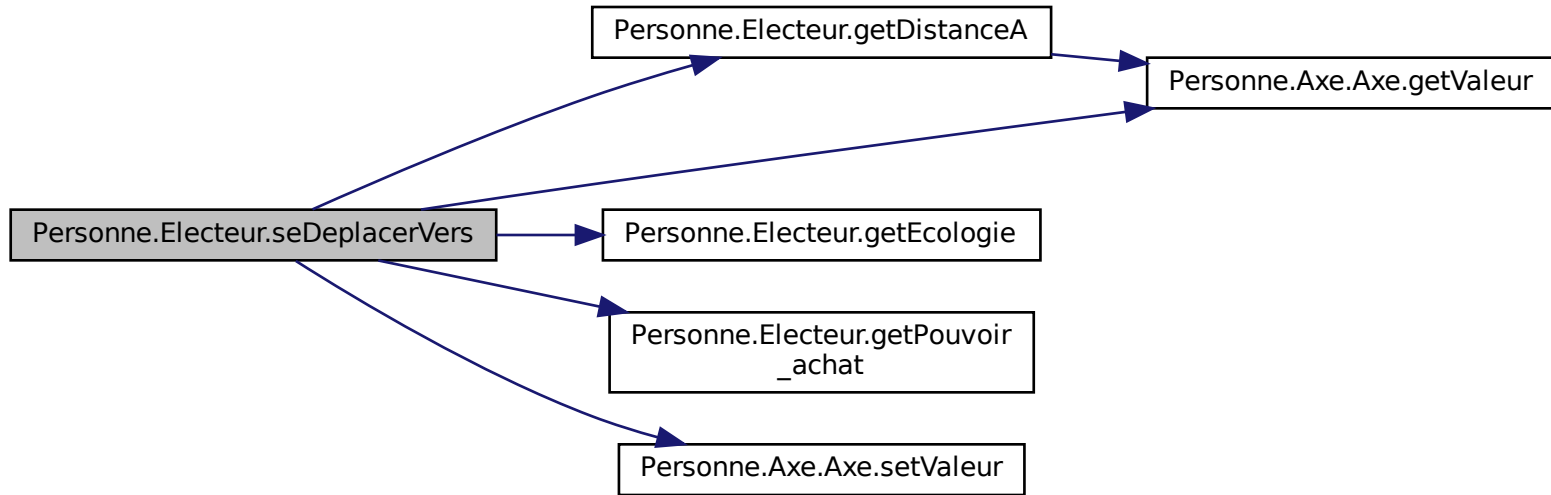 Personne.Electeur.getDistanceA
Personne.Axe.Axe.getValeur
Personne.Electeur.seDeplacerVers
Personne.Electeur.getEcologie
Personne.Electeur.getPouvoir
_achat
Personne.Axe.Axe.setValeur